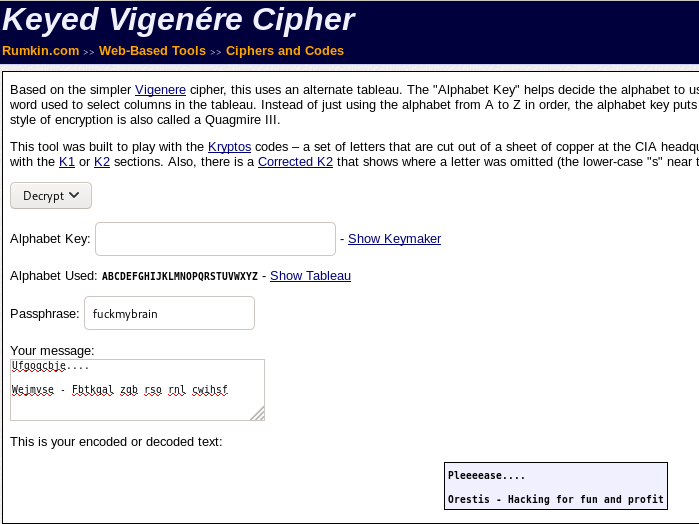 Keyed Vigenére Cipher
Rumkin.com >> Web-Based Tools >> Ciphers and Codes
Based on the simpler Vigenere cipher, this uses an alternate tableau. The "Alphabet Key" helps decide the alphabet to us
word used to select columns in the tableau. Instead of just using the alphabet from A to Z in order, the alphabet key puts
style of encryption is also called a Quagmire III.
This tool was built to play with the Kryptos codes – a set of letters that are cut out of a sheet of copper at the CIA headqu
with the K1 or K2 sections. Also, there is a Corrected K2 that shows where a letter was omitted (the lower-case "s" near t
Decrypt
Alphabet Key: - Show Keymaker
Alphabet Used: ABCDEFGHIJKLMNOPQRSTUVWXYZ - Show Tableau
Passphrase: fuckmybrain
Your message:
Ufgoqcbje....
Wejmvse - Fbtkqal zqb rso rnl cwihsf
This is your encoded or decoded text:
Pleeeease....
Orestis - Hacking for fun and profit